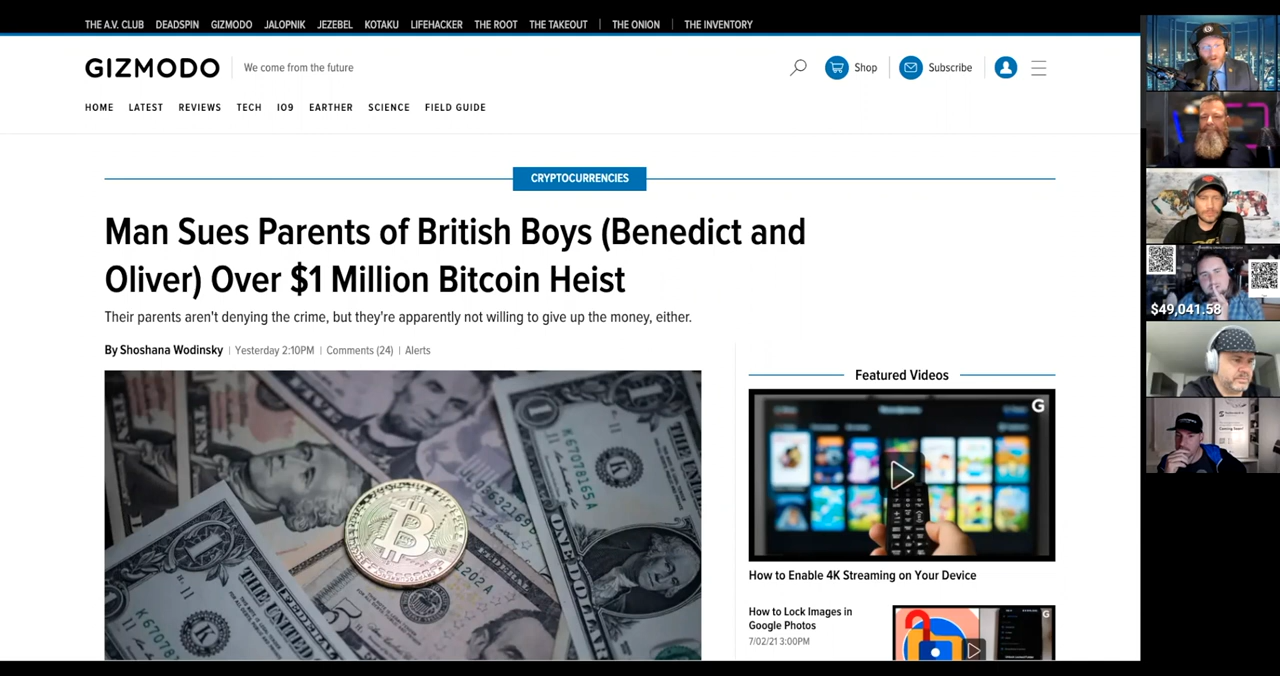 THE A.V. CLUB DEADSPIN GIZMODO JALOPNIK JEZEBEL KOTAKU LIFEHACKER THE ROOT THE TAKEOUT | THE ONION | THE INVENTORY
GIZMODO
We come from the future
Shop
Subscribe
HOME LATEST REVIEWS TECH IO9 EARTHER SCIENCE FIELD GUIDE
CRYPTOCURRENCIES
Man Sues Parents of British Boys (Benedict and
Oliver) Over $1 Million Bitcoin Heist
Their parents aren't denying the crime, but they're apparently not willing to give up the money, either.
By Shoshana Wodinsky | Yesterday 2:10PM | Comments (24) | Alerts
Featured Videos
G
How to Enable 4K Streaming on Your Device
How to Lock Images in
Google Photos
7/02/21 3:00PM
G
K67078165A
ONE DOLLAR
$49,041.58